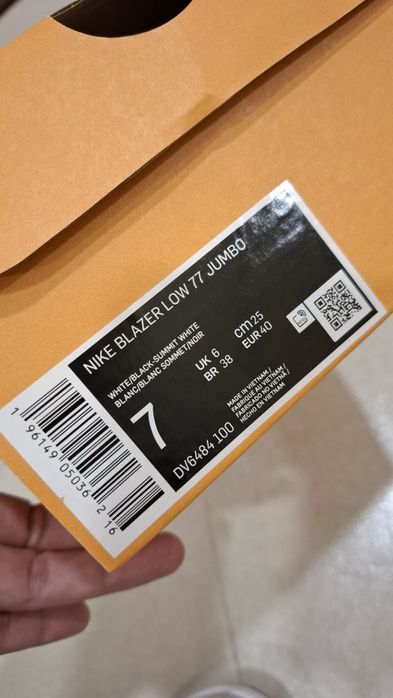 NIKE BLAZER LOW 77 JUMBO
WHITE/BLACK-SUMMIT WHITE
BLANC/BLANC SOMMET/NOIR
7
UK 6
BR 38
cm 25
EUR 40
DV6484 100
MADE IN VIETNAM /
FABRIQUÉ AU VIETNAM /
FABRICADO NO VIETNÃ /
HECHO EN VIETNAM
1 96149 05036 2 16